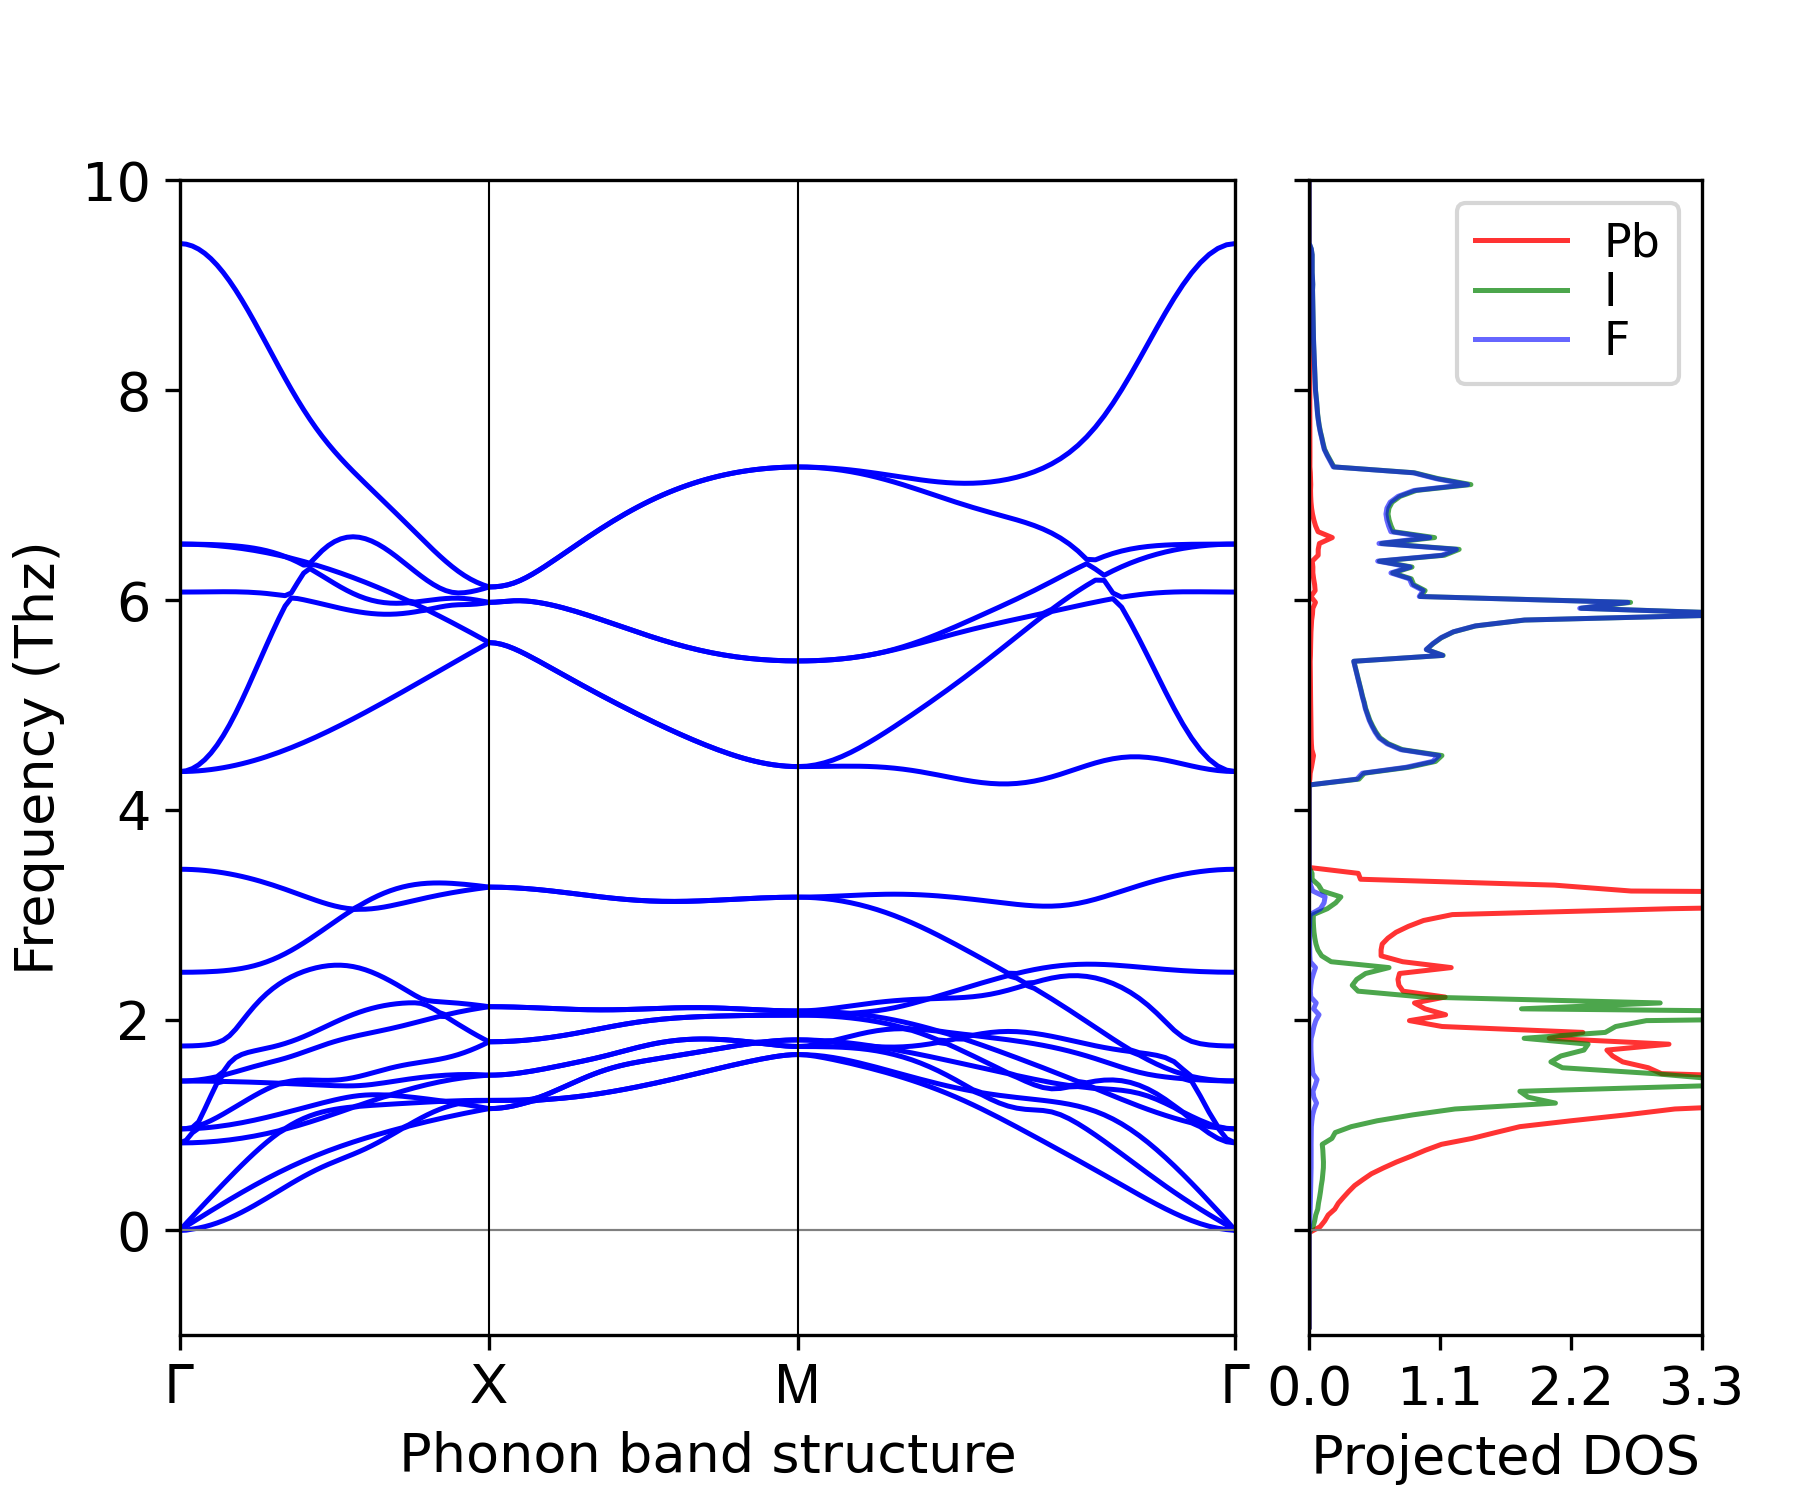 10
8
6
4
2
0
Frequency (Thz)
Γ X M Γ
Phonon band structure
Pb
I
F
0.0 1.1 2.2 3.3
Projected DOS